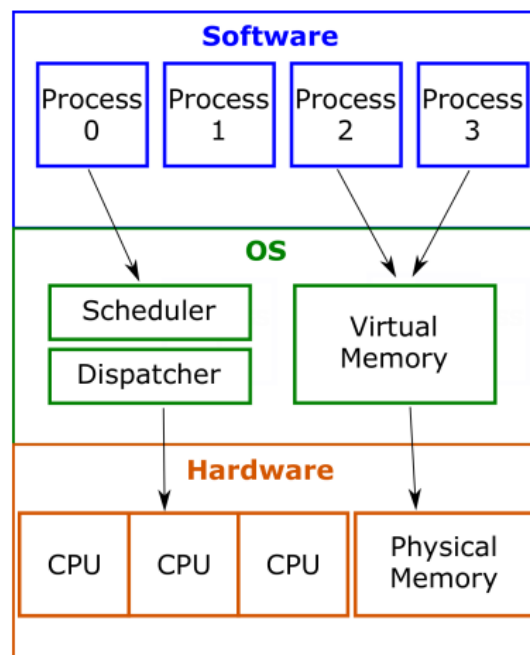 Software
Process
0
Process
1
Process
2
Process
3
OS
Scheduler
Dispatcher
Virtual
Memory
Hardware
CPU
CPU
CPU
Physical
Memory